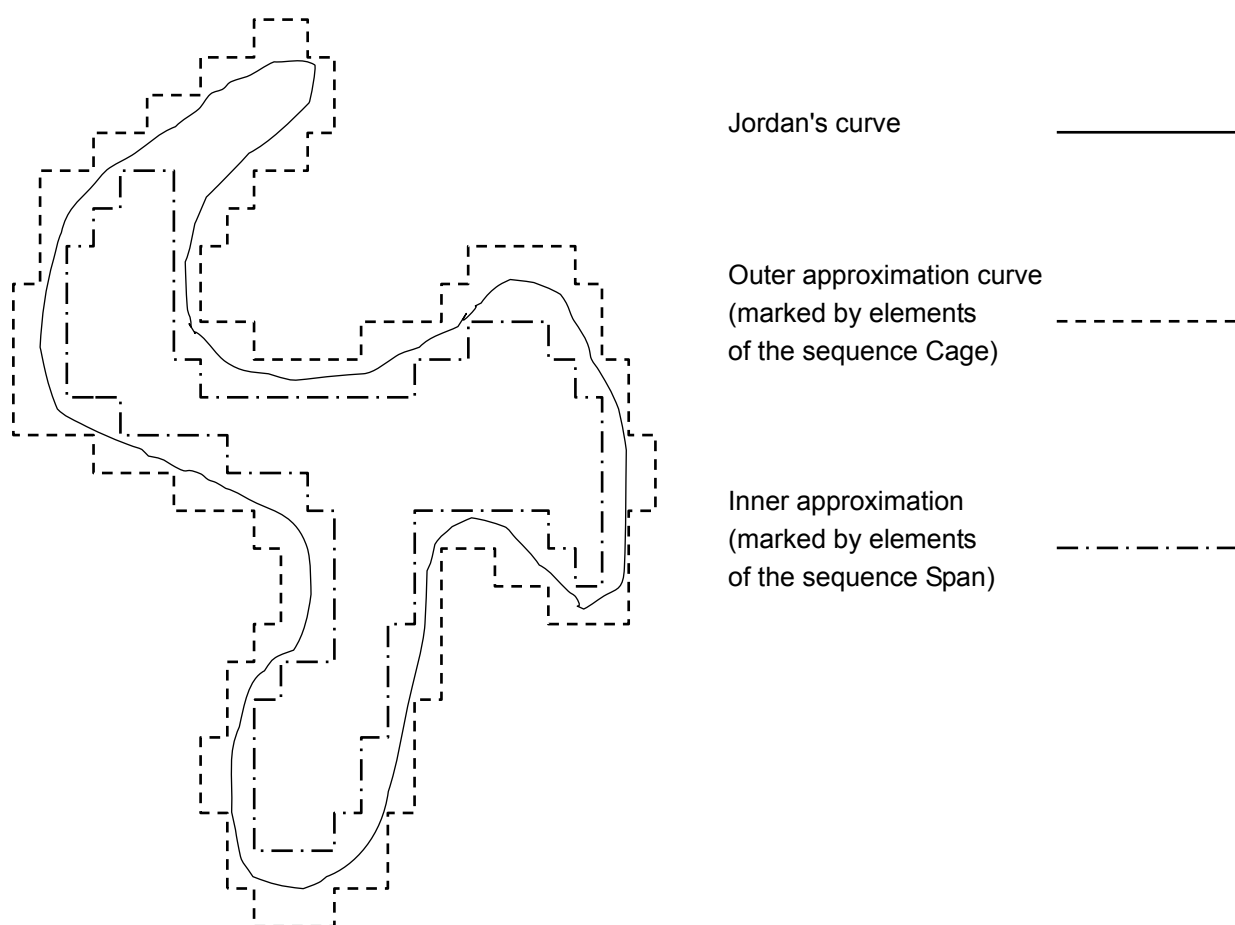 Jordan's curve
Outer approximation curve
(marked by elements
of the sequence Cage)
Inner approximation
(marked by elements
of the sequence Span)